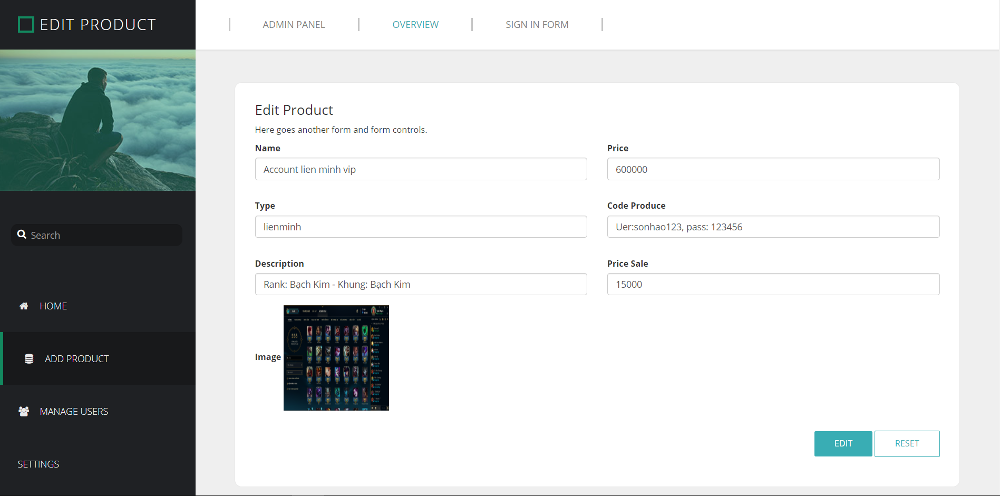 EDIT PRODUCT
ADMIN PANEL
OVERVIEW
SIGN IN FORM
Search
HOME
ADD PRODUCT
MANAGE USERS
SETTINGS
Edit Product
Here goes another form and form controls.
Name
Price
Account lien minh vip
600000
Type
Code Produce
lienminh
Uer:sonhao123, pass: 123456
Description
Price Sale
Rank: Bạch Kim - Khung: Bạch Kim
15000
Image
556
EDIT
RESET